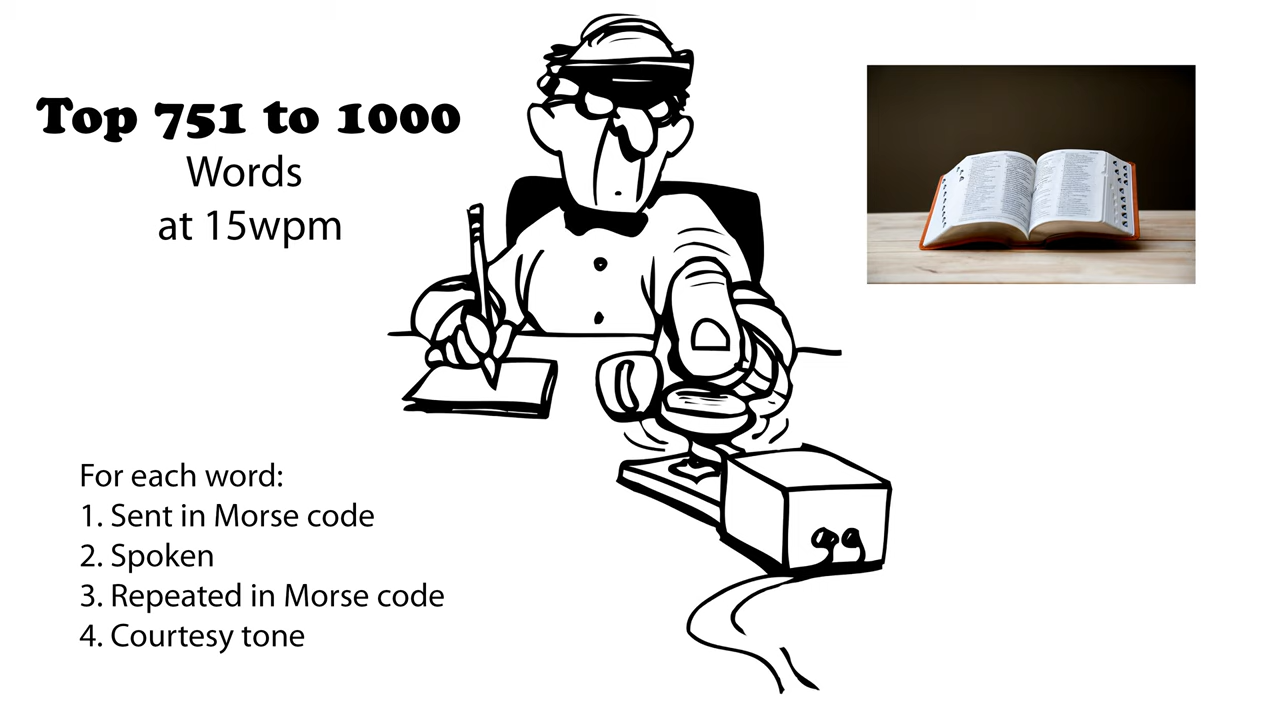 Top 751 to 1000
Words
at 15wpm
For each word:
1. Sent in Morse code
2. Spoken
3. Repeated in Morse code
4. Courtesy tone